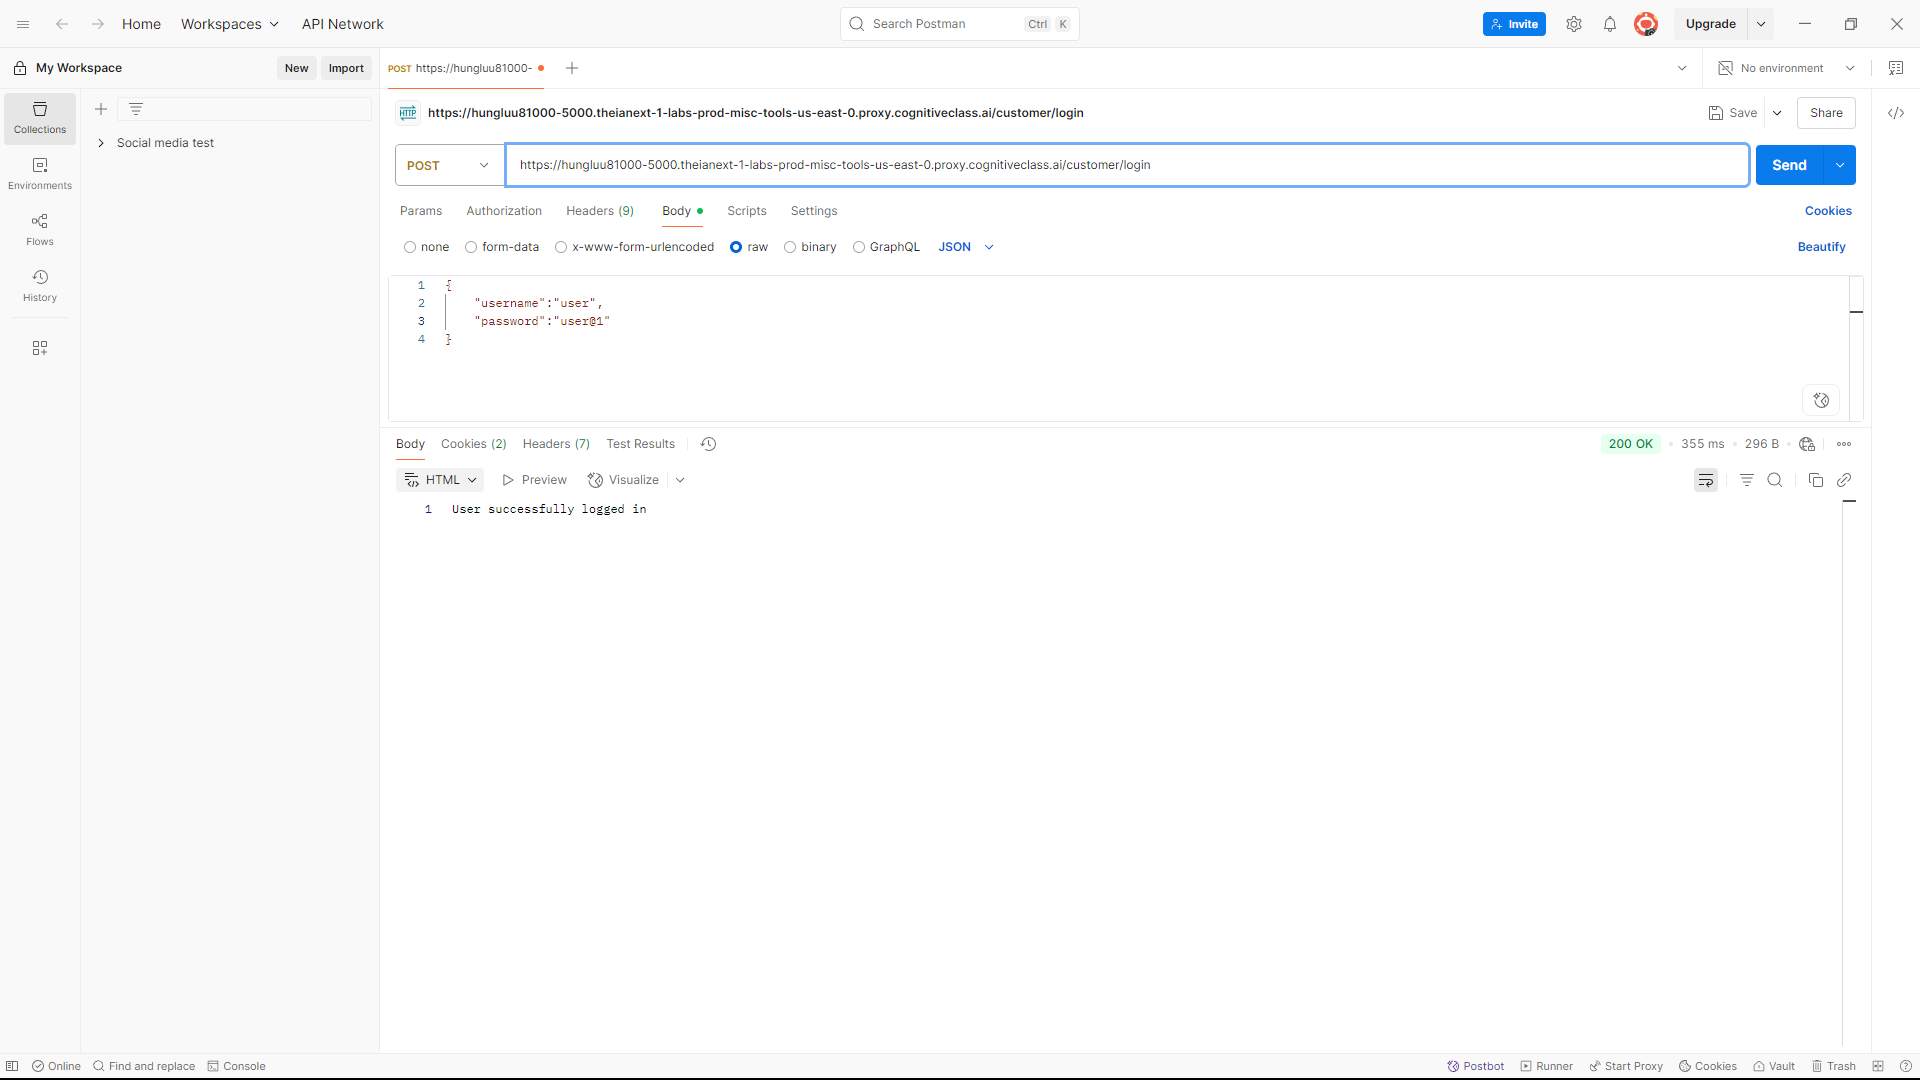 Home Workspaces API Network Search Postman Ctrl K Invite Upgrade
My Workspace New Import POST https://hungluu81000- No environment
Collections
Environments
Flows
History
Social media test
HTTP https://hungluu81000-5000.theianext-1-labs-prod-misc-tools-us-east-0.proxy.cognitiveclass.ai/customer/login Save Share
POST https://hungluu81000-5000.theianext-1-labs-prod-misc-tools-us-east-0.proxy.cognitiveclass.ai/customer/login Send
Params Authorization Headers (9) Body Scripts Settings Cookies
none form-data x-www-form-urlencoded raw binary GraphQL JSON Beautify
1 {
2 "username":"user",
3 "password":"user@1"
4 }
Body Cookies (2) Headers (7) Test Results 200 OK 355 ms 296 B
HTML Preview Visualize
1 User successfully logged in
Online Find and replace Console Postbot Runner Start Proxy Cookies Vault Trash